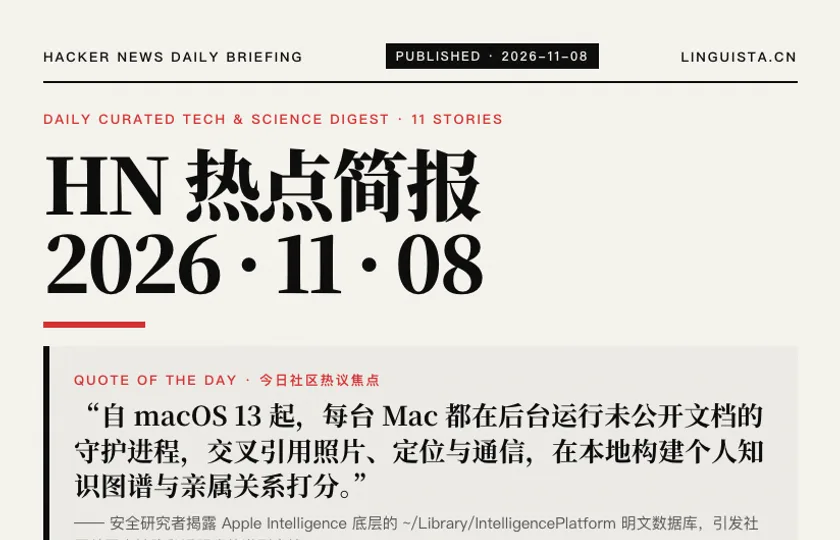 HACKER NEWS DAILY BRIEFING
PUBLISHED · 2026-11-08
LINGUISTA.CN
DAILY CURATED TECH & SCIENCE DIGEST · 11 STORIES
HN 热点简报
2026 · 11 · 08
QUOTE OF THE DAY · 今日社区热议焦点
“自 macOS 13 起，每台 Mac 都在后台运行未公开文档的
守护进程，交叉引用照片、定位与通信，在本地构建个人知
识图谱与亲属关系打分。”
—— 安全研究者揭露 Apple Intelligence 底层的 ~/Library/IntelligencePlatform 明文数据库，引发社